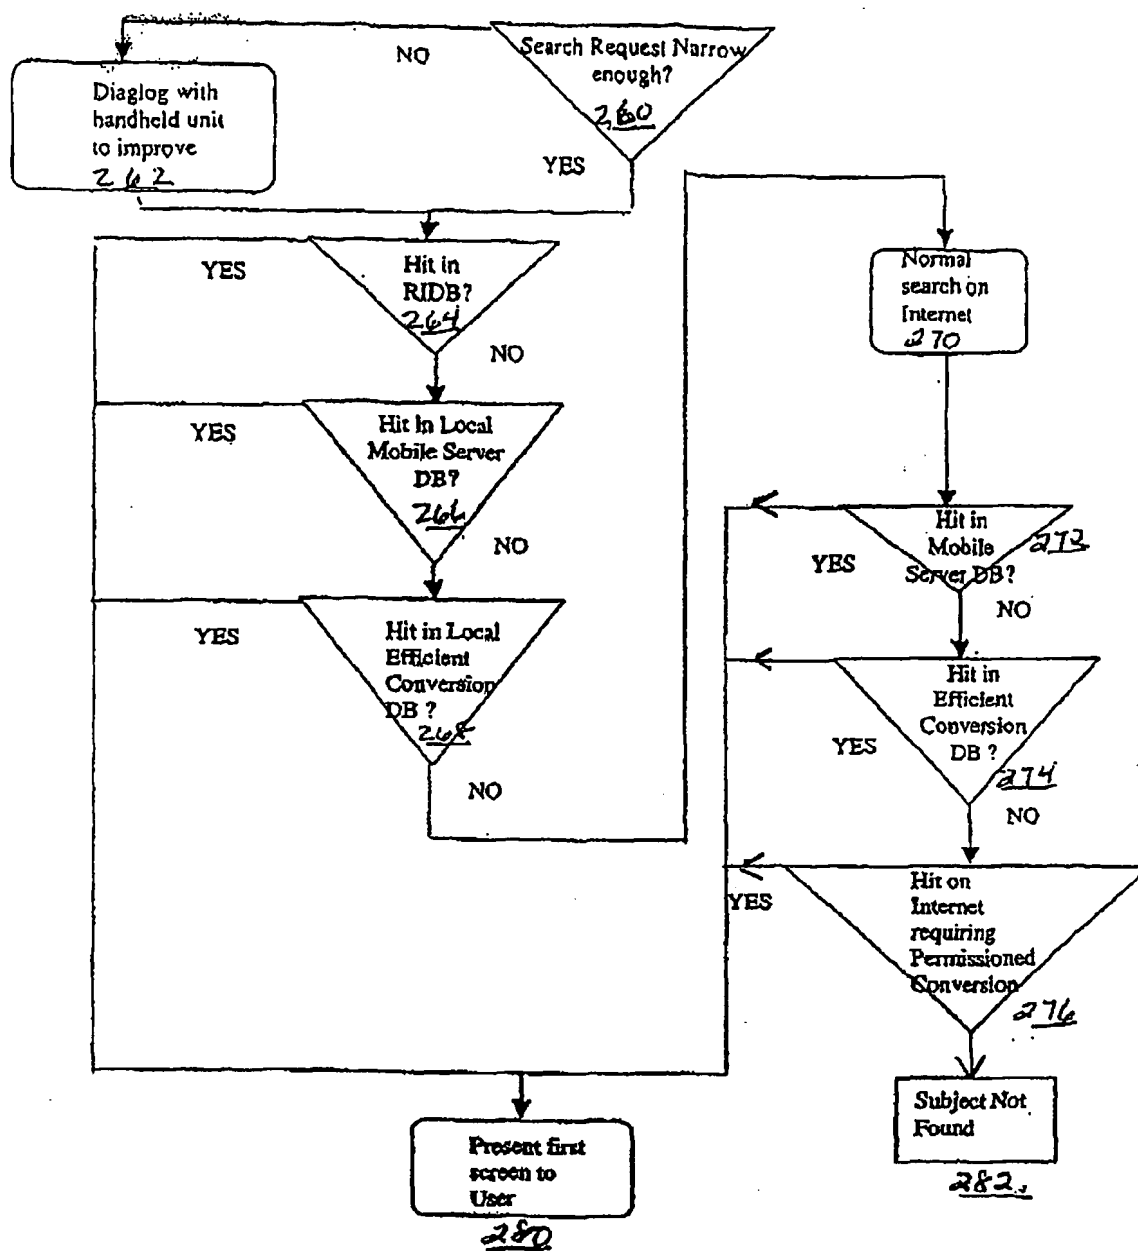 NO
Search Request Narrow
enough?
260
Diaglog with
handheld unit
to improve
262
YES
YES
Hit in
RIDB?
264
NO
Normal
search on
Internet
270
YES
Hit in Local
Mobile Server
DB?
266
NO
YES
Hit in
Mobile
Server DB?
272
NO
YES
Hit in Local
Efficient
Conversion
DB ?
268
NO
YES
Hit in
Efficient
Conversion
DB ?
274
NO
YES
Hit on
Internet
requiring
Permissioned
Conversion
276
Subject Not
Found
282
Present first
screen to
User
280